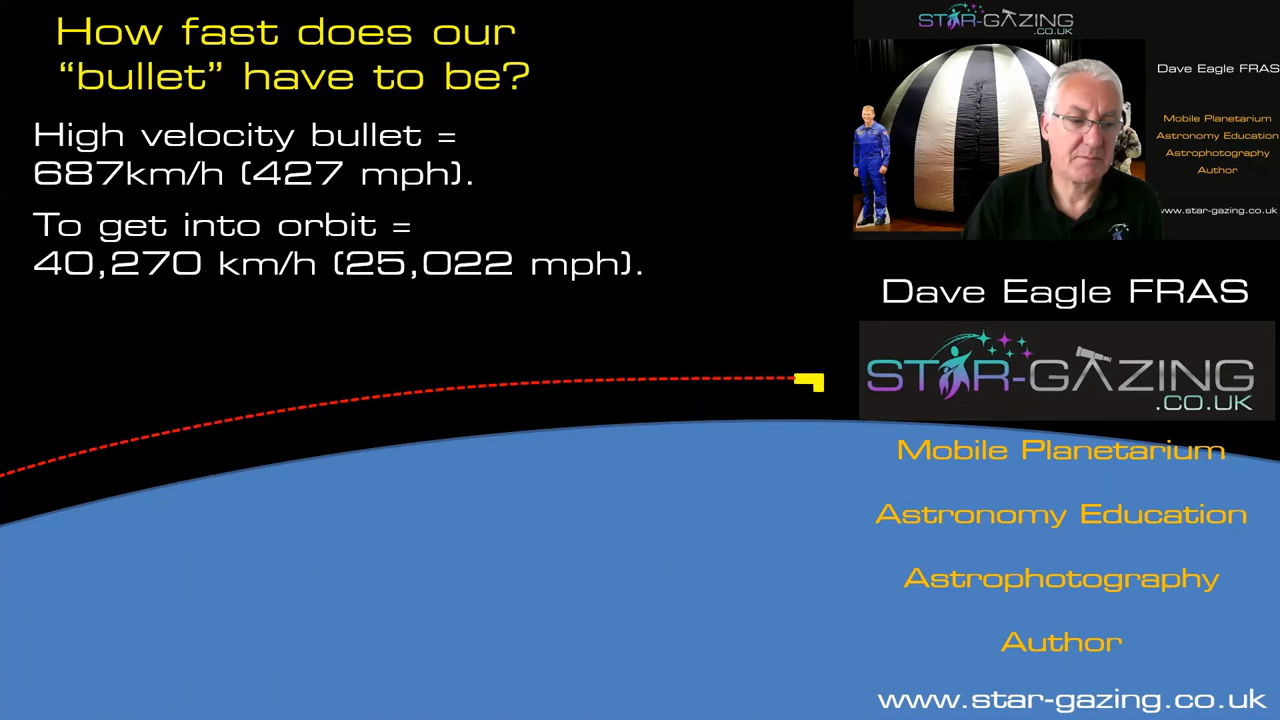 How fast does our
“bullet” have to be?
High velocity bullet =
687km/h (427 mph).
To get into orbit =
40,270 km/h (25,022 mph).
STAR-GAZING
.CO.UK
Dave Eagle FRAS
Mobile Planetarium
Astronomy Education
Astrophotography
Author
www.star-gazing.co.uk
Dave Eagle FRAS
STAR-GAZING
.CO.UK
Mobile Planetarium
Astronomy Education
Astrophotography
Author
www.star-gazing.co.uk